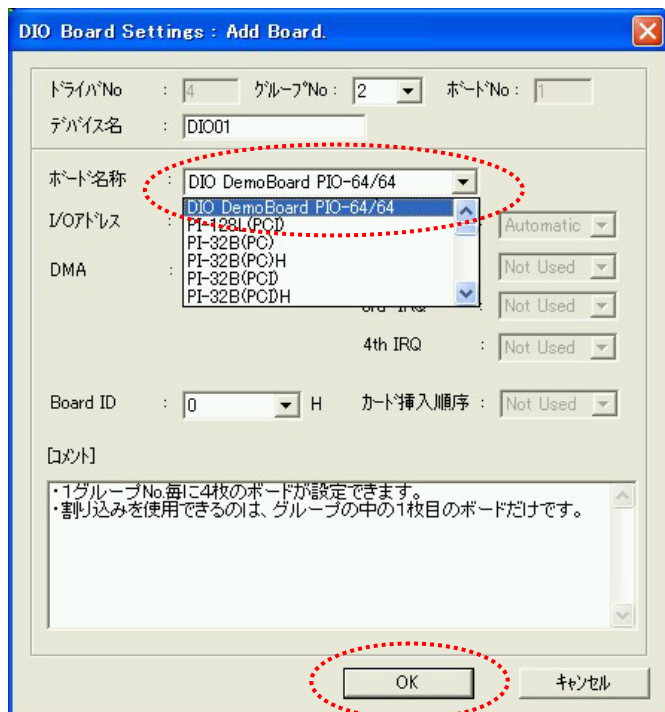 DIO Board Settings : Add Board.
ドライバNo : 4 グループNo : 2 ボードNo : 1
デバイス名 : DIO01
ボード名称 : DIO DemoBoard PIO-64/64
DIO DemoBoard PIO-64/64
I/Oアドレス : PI-128L(PCI) : Automatic
PI-32B(PC)
PI-32B(PC)H
DMA : PI-32B(PCI) Not Used
PI-32B(PCI)H
: Not Used
4th IRQ : Not Used
Board ID : 0 H カード挿入順序 : Not Used
[コメント]
・1グループNo.毎に4枚のボードが設定できます。
・割り込みを使用できるのは、グループの中の1枚目のボードだけです。
OK キャンセル